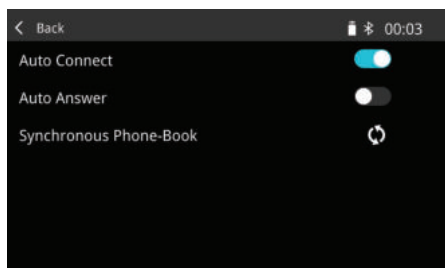 Back 00:03
Auto Connect
Auto Answer
Synchronous Phone-Book